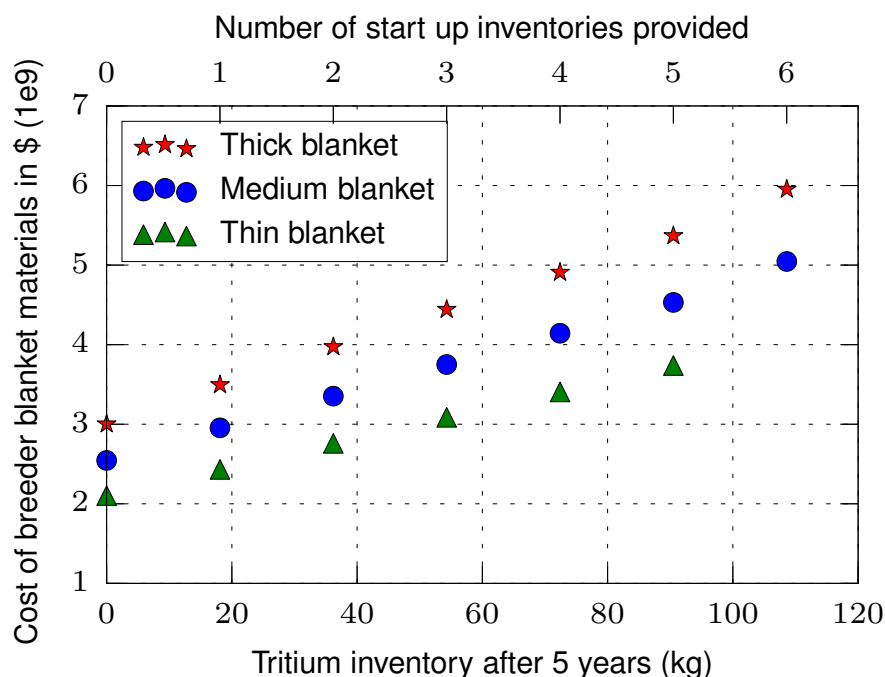 Number of start up inventories provided
0 1 2 3 4 5 6
Cost of breeder blanket materials in $ (1e9)
7
6
5
4
3
2
1
Thick blanket
Medium blanket
Thin blanket
0 20 40 60 80 100 120
Tritium inventory after 5 years (kg)